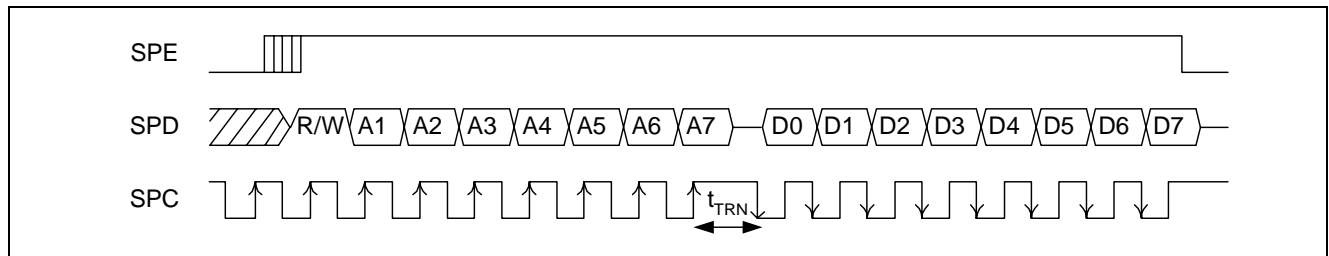 SPE
SPD R/W A1 A2 A3 A4 A5 A6 A7 D0 D1 D2 D3 D4 D5 D6 D7
SPC tTRN